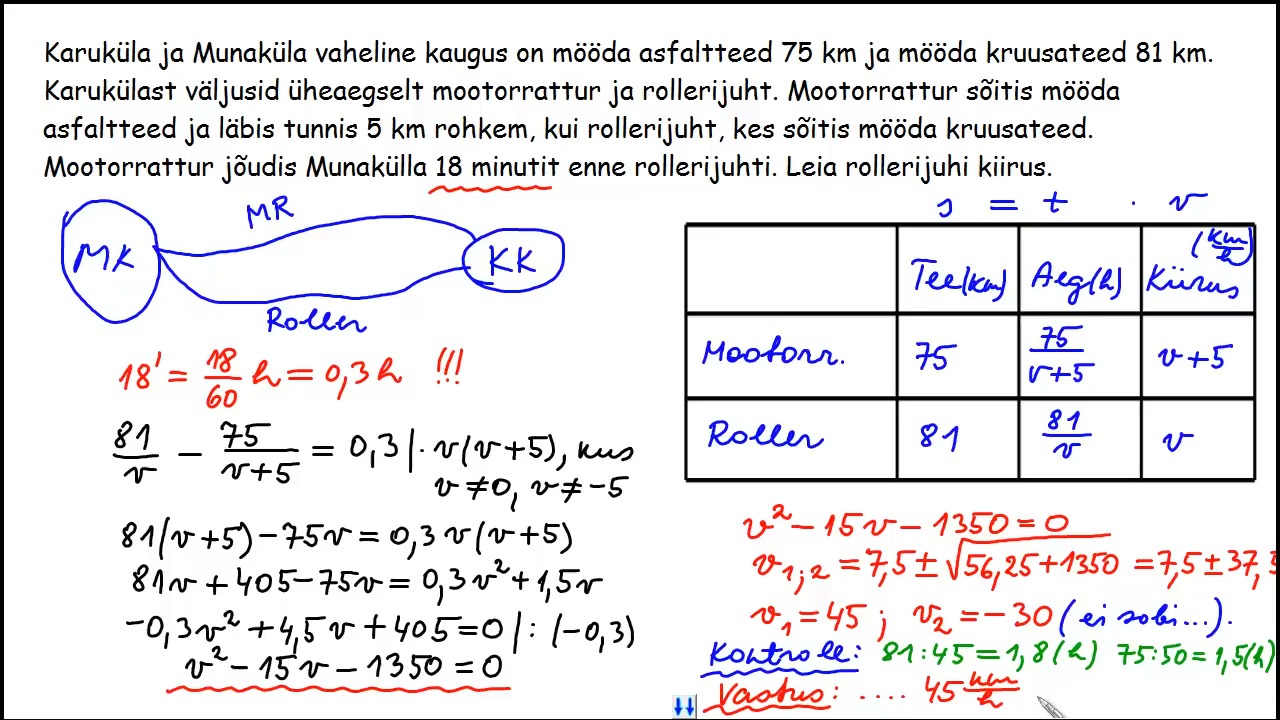 Karuküla ja Munaküla vaheline kaugus on mööda asfaltteed 75 km ja mööda kruusateed 81 km.
Karukülast väljusid üheaegselt mootorrattur ja rollerijuht. Mootorrattur sõitis mööda
asfaltteed ja läbis tunnis 5 km rohkem, kui rollerijuht, kes sõitis mööda kruusateed.
Mootorrattur jõudis Munakülla 18 minutit enne rollerijuhti. Leia rollerijuhi kiirus.
MR
MK
KK
Roller
18' = 18/60 h = 0,3h !!!
81/v − 75/(v+5) = 0,3 |· v(v+5), kus
v≠0, v≠−5
81(v+5)−75v=0,3v(v+5)
81v+405−75v=0,3v²+1,5v
−0,3v²+4,5v+405=0 |: (−0,3)
v²−15v−1350=0
s = t · v
Tee(km) Aeg(h) Kiirus (km/h)
Mootorr. 75 75/(v+5) v+5
Roller 81 81/v v
v²−15v−1350=0
v₁;₂=7,5±√(56,25+1350)=7,5±37,5
v₁=45; v₂=−30 (ei sobi...).
Kontroll: 81:45=1,8(h) 75:50=1,5(h)
Vastus: .... 45 km/h